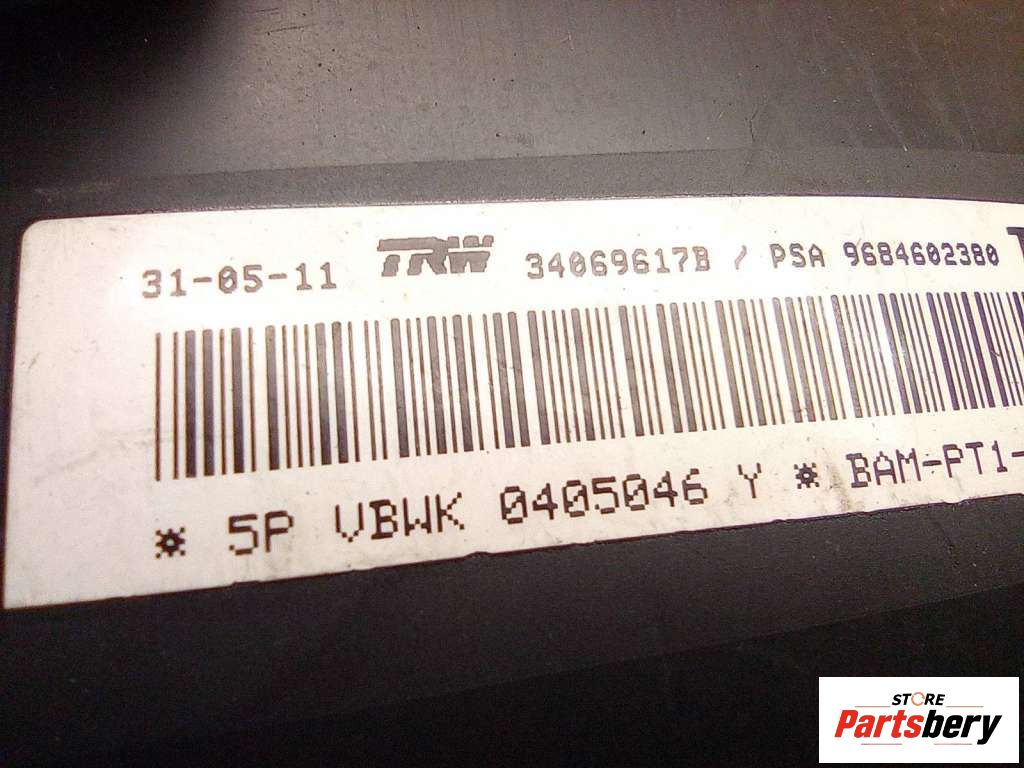 31-05-11 TRW 34069617B / PSA 9684602380
* 5P VBWK 0405046 Y * BAM-PT1-
STORE
Partsbery